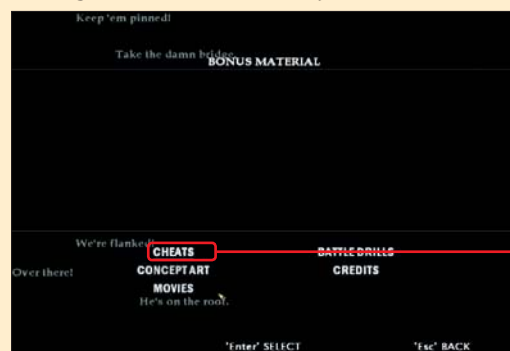 Keep 'em pinned!
Take the damn bridge.
BONUS MATERIAL
We're flanked!
CHEATS BATTLE DRILLS
Over there! CONCEPT ART CREDITS
MOVIES
He's on the roof.
'Enter' SELECT 'Esc' BACK